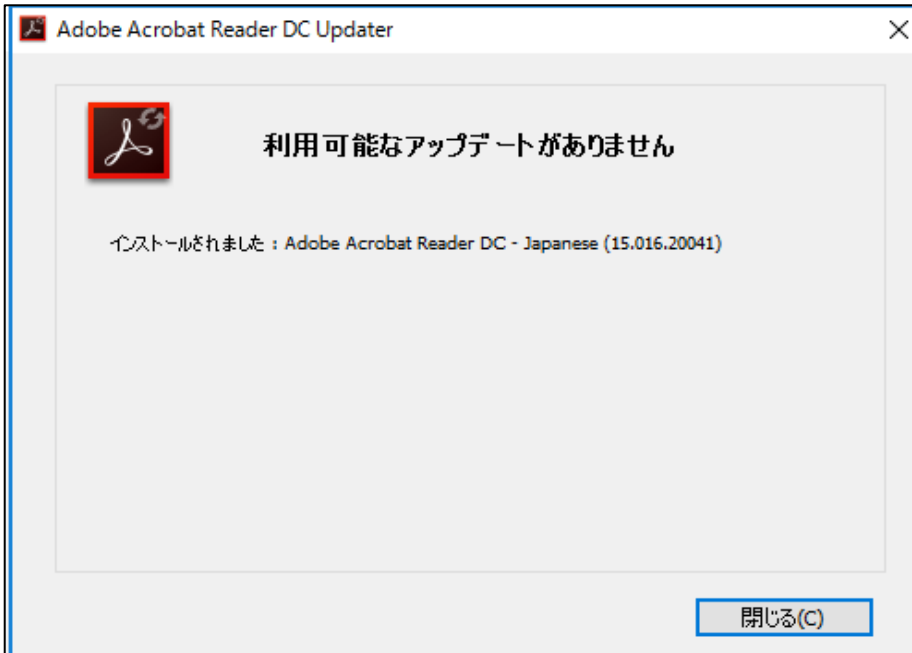 Adobe Acrobat Reader DC Updater
利用可能なアップデートがありません
インストールされました : Adobe Acrobat Reader DC - Japanese (15.016.20041)
閉じる(C)